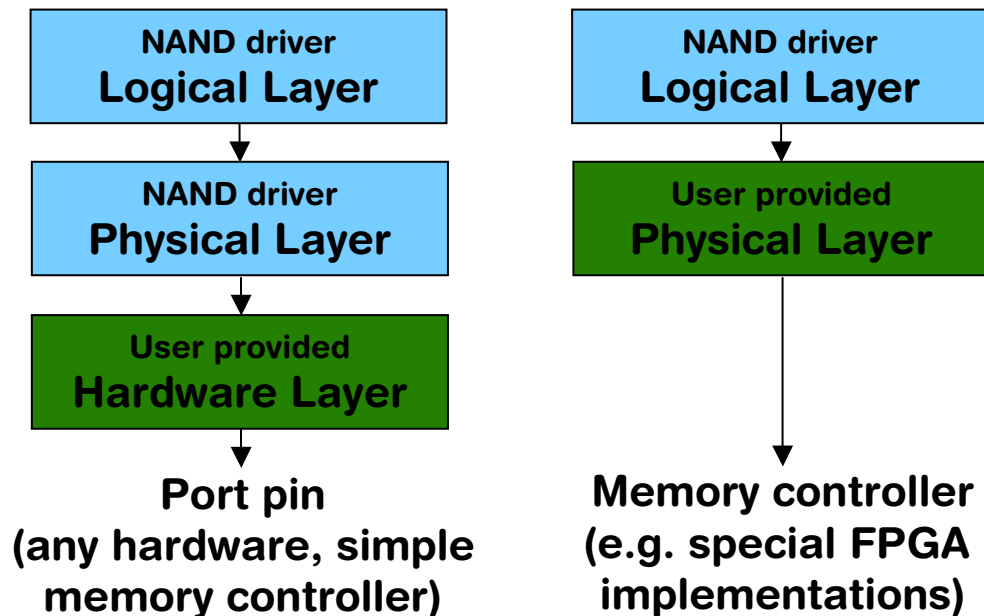 NAND driver
Logical Layer
NAND driver
Physical Layer
User provided
Hardware Layer
Port pin
(any hardware, simple
memory controller)
NAND driver
Logical Layer
User provided
Physical Layer
Memory controller
(e.g. special FPGA
implementations)